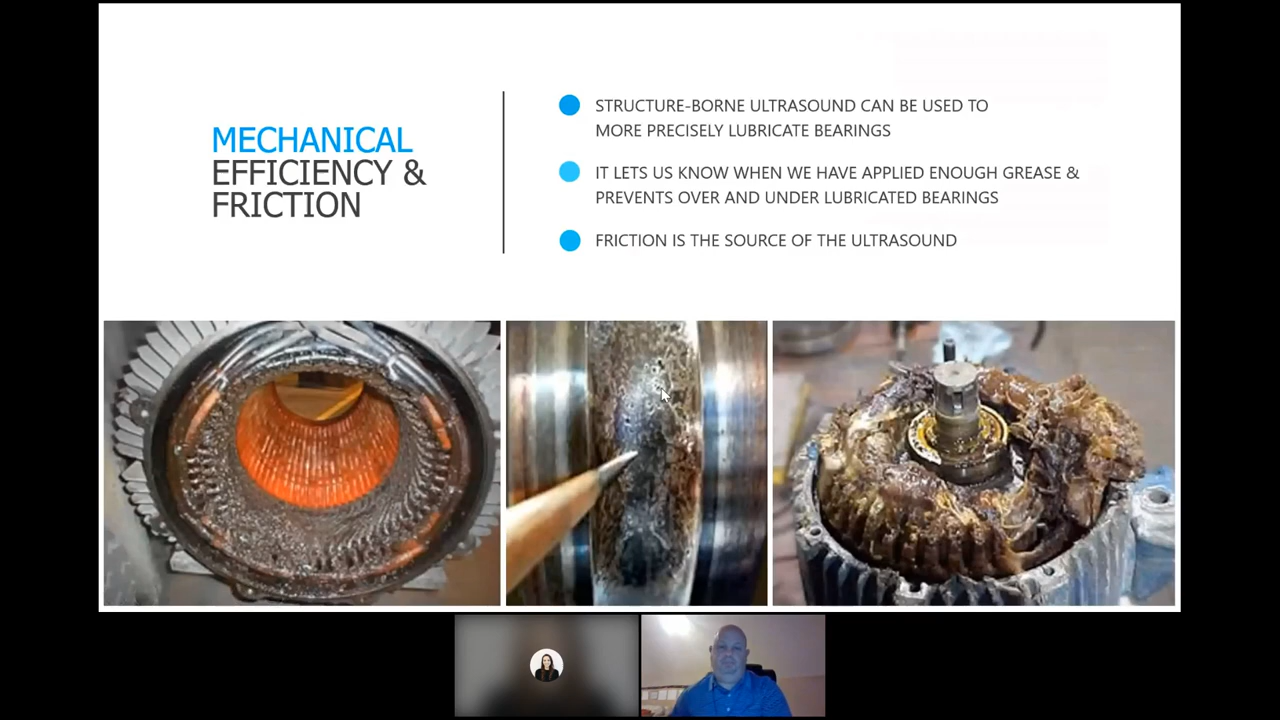 MECHANICAL
EFFICIENCY &
FRICTION
STRUCTURE-BORNE ULTRASOUND CAN BE USED TO
MORE PRECISELY LUBRICATE BEARINGS
IT LETS US KNOW WHEN WE HAVE APPLIED ENOUGH GREASE &
PREVENTS OVER AND UNDER LUBRICATED BEARINGS
FRICTION IS THE SOURCE OF THE ULTRASOUND